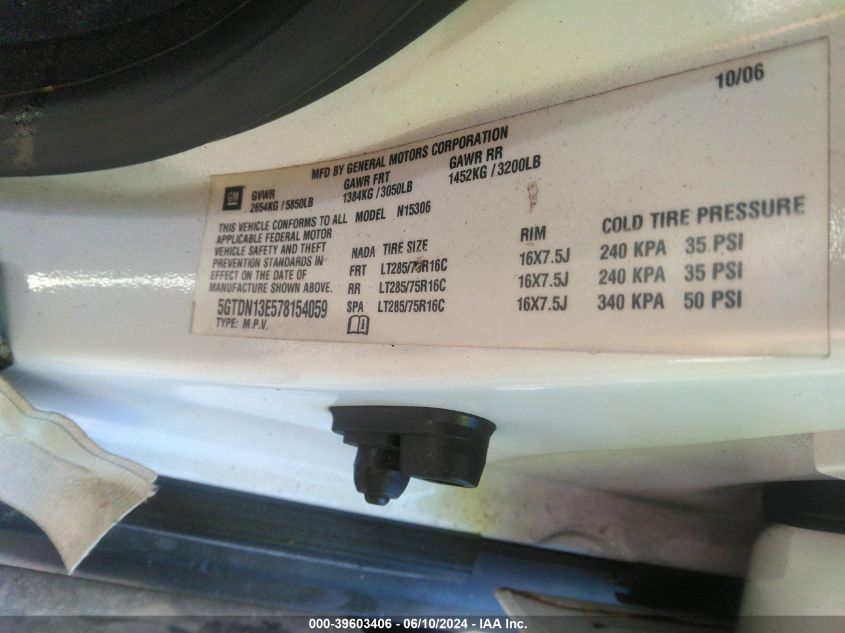 10/06
MFD BY GENERAL MOTORS CORPORATION
GM GVWR GAWR FRT GAWR RR
2654KG / 5850LB 1384KG / 3050LB 1452KG / 3200LB
THIS VEHICLE CONFORMS TO ALL MODEL N15306
APPLICABLE FEDERAL MOTOR
VEHICLE SAFETY AND THEFT
PREVENTION STANDARDS IN
EFFECT ON THE DATE OF
MANUFACTURE SHOWN ABOVE.
5GTDN13E578154059
TYPE: M.P.V.
NADA TIRE SIZE RIM COLD TIRE PRESSURE
FRT LT285/75R16C 16X7.5J 240 KPA 35 PSI
RR LT285/75R16C 16X7.5J 240 KPA 35 PSI
SPA LT285/75R16C 16X7.5J 340 KPA 50 PSI
000-39603406 - 06/10/2024 - IAA Inc.